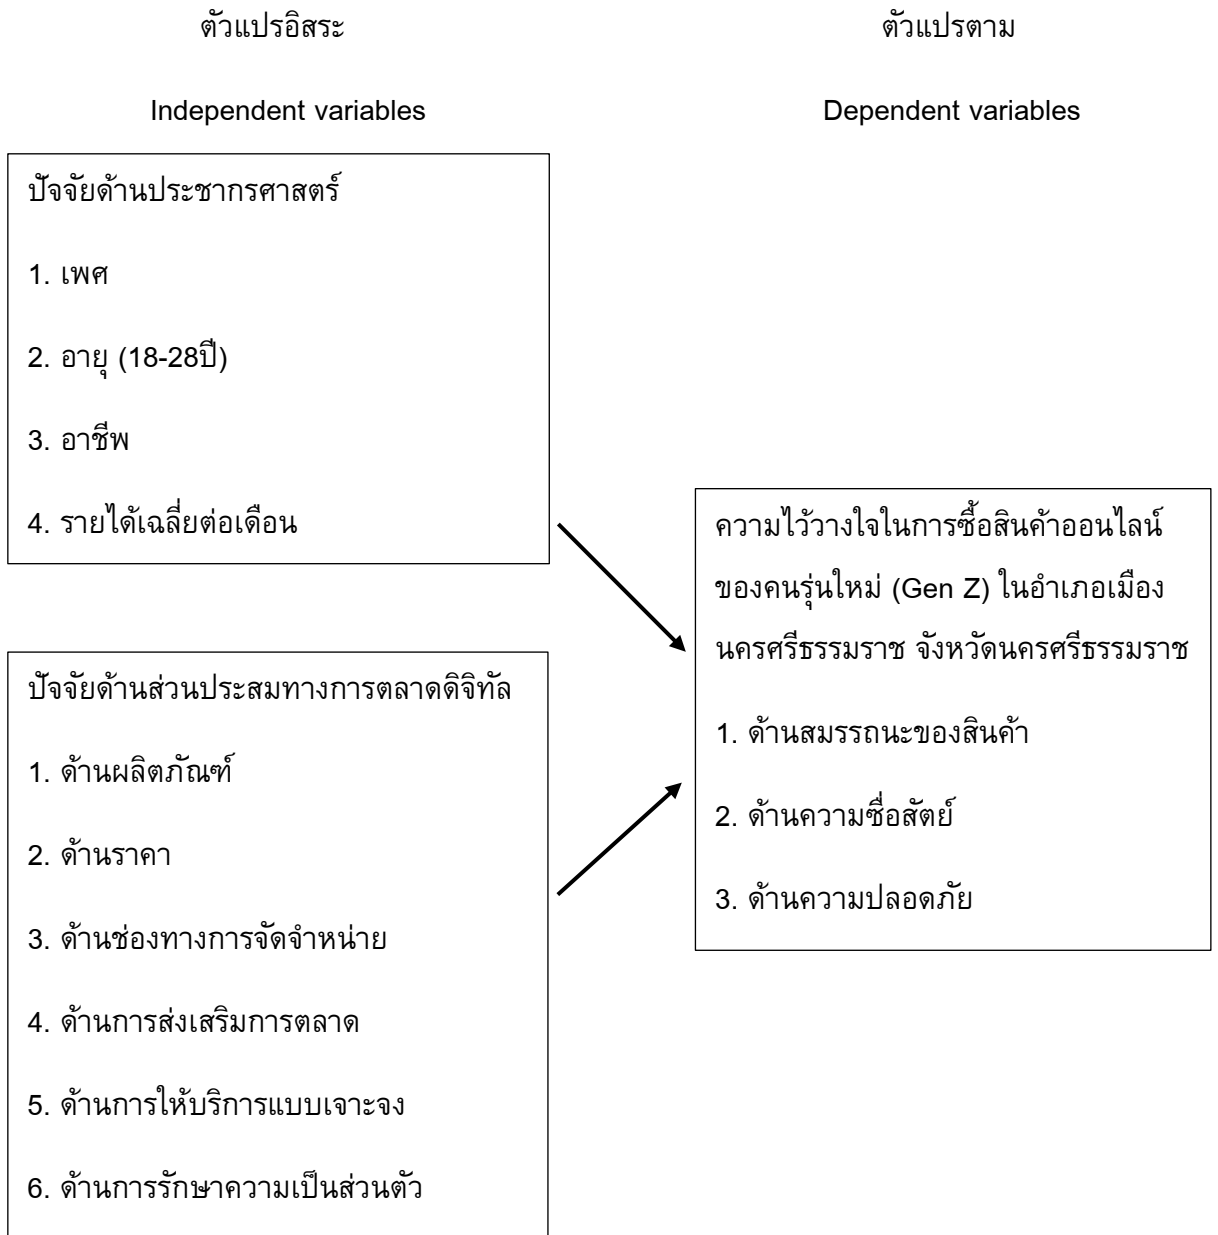 ตัวแปรอิสระ
ตัวแปรตาม
Independent variables
Dependent variables
ปัจจัยด้านประชากรศาสตร์
1. เพศ
2. อายุ (18-28ปี)
3. อาชีพ
4. รายได้เฉลี่ยต่อเดือน
ปัจจัยด้านส่วนประสมทางการตลาดดิจิทัล
1. ด้านผลิตภัณฑ์
2. ด้านราคา
3. ด้านช่องทางการจัดจำหน่าย
4. ด้านการส่งเสริมการตลาด
5. ด้านการให้บริการแบบเจาะจง
6. ด้านการรักษาความเป็นส่วนตัว
ความไว้วางใจในการซื้อสินค้าออนไลน์
ของคนรุ่นใหม่ (Gen Z) ในอำเภอเมือง
นครศรีธรรมราช จังหวัดนครศรีธรรมราช
1. ด้านสมรรถนะของสินค้า
2. ด้านความซื่อสัตย์
3. ด้านความปลอดภัย